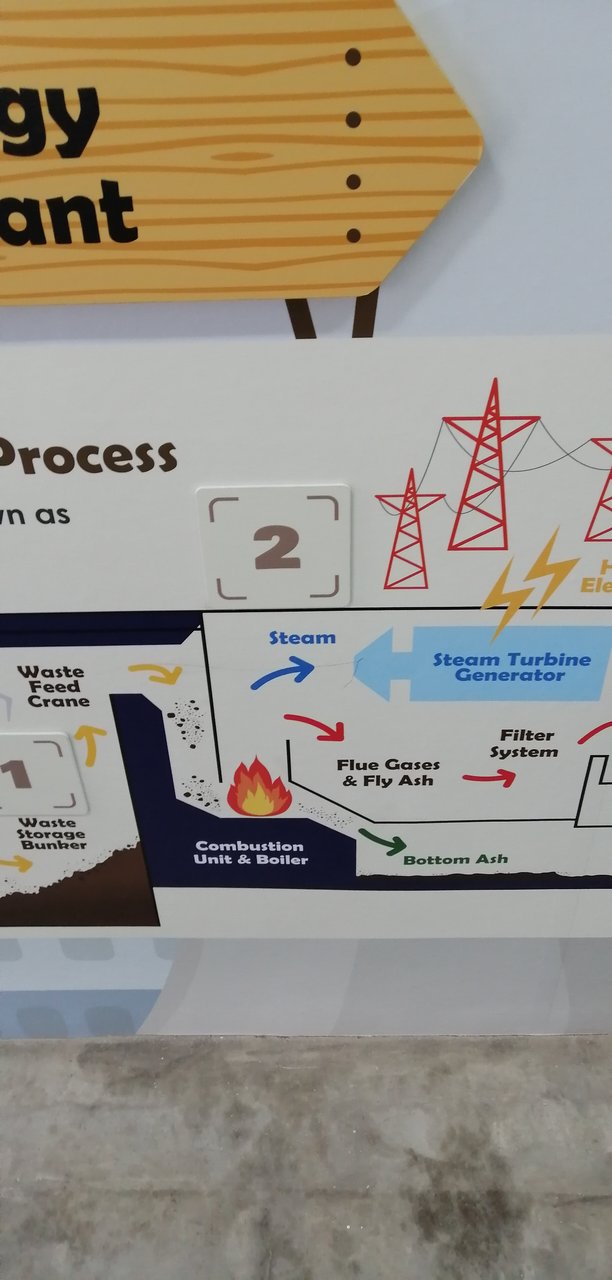 gy
ant
Process
wn as
2
H
Ele
Steam
Steam Turbine
Generator
Waste
Feed
Crane
1
Flue Gases
& Fly Ash
Filter
System
Waste
Storage
Bunker
Combustion
Unit & Boiler
Bottom Ash